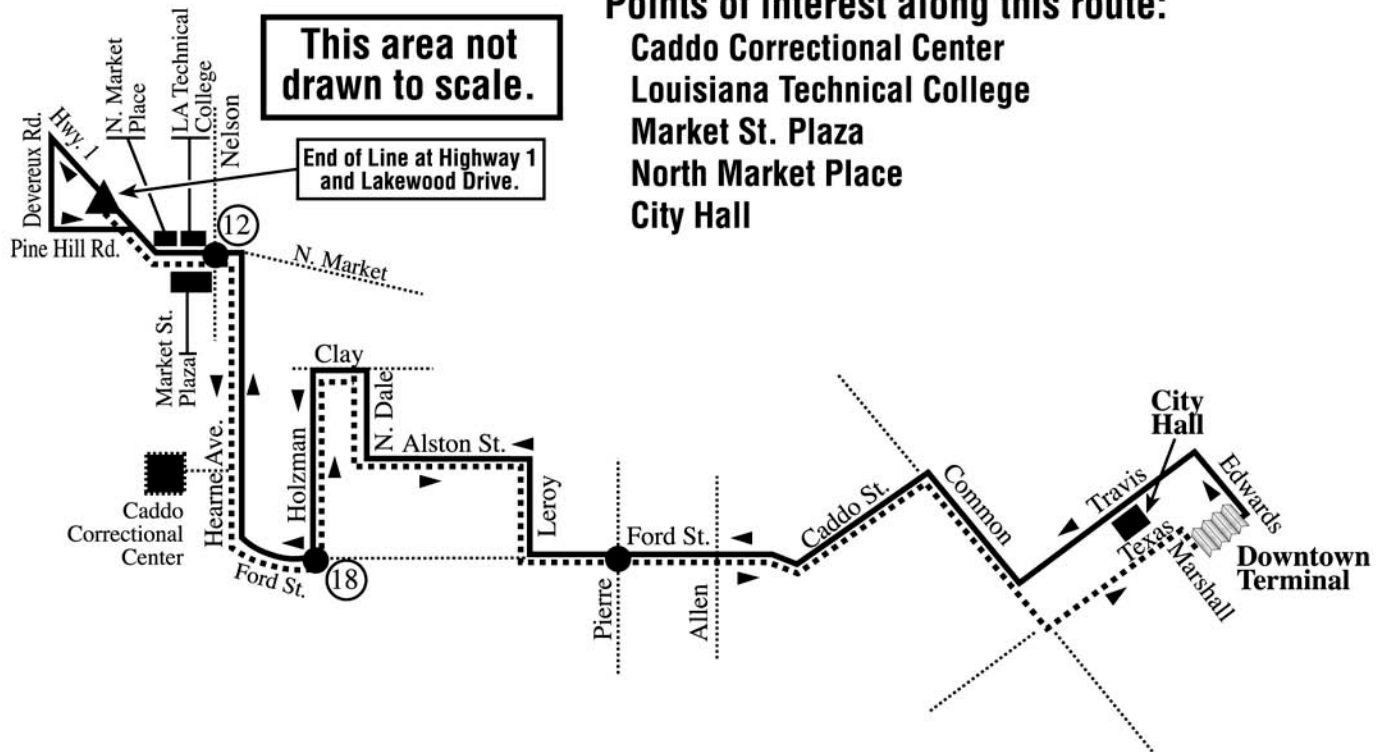 Points of interest along this route:
Caddo Correctional Center
Louisiana Technical College
Market St. Plaza
North Market Place
City Hall
This area not
drawn to scale.
End of Line at Highway 1
and Lakewood Drive.
N. Market
Place
LA Technical
College
Nelson
Hwy. 1
Devereux Rd.
Pine Hill Rd.
12
N. Market
Market St.
Plaza
Clay
N. Dale
Holzman
Alston St.
Hearne Ave.
Caddo
Correctional
Center
Ford St.
18
Leroy
Ford St.
Pierre
Allen
Caddo St.
Common
City
Hall
Travis
Edwards
Texas
Marshall
Downtown
Terminal